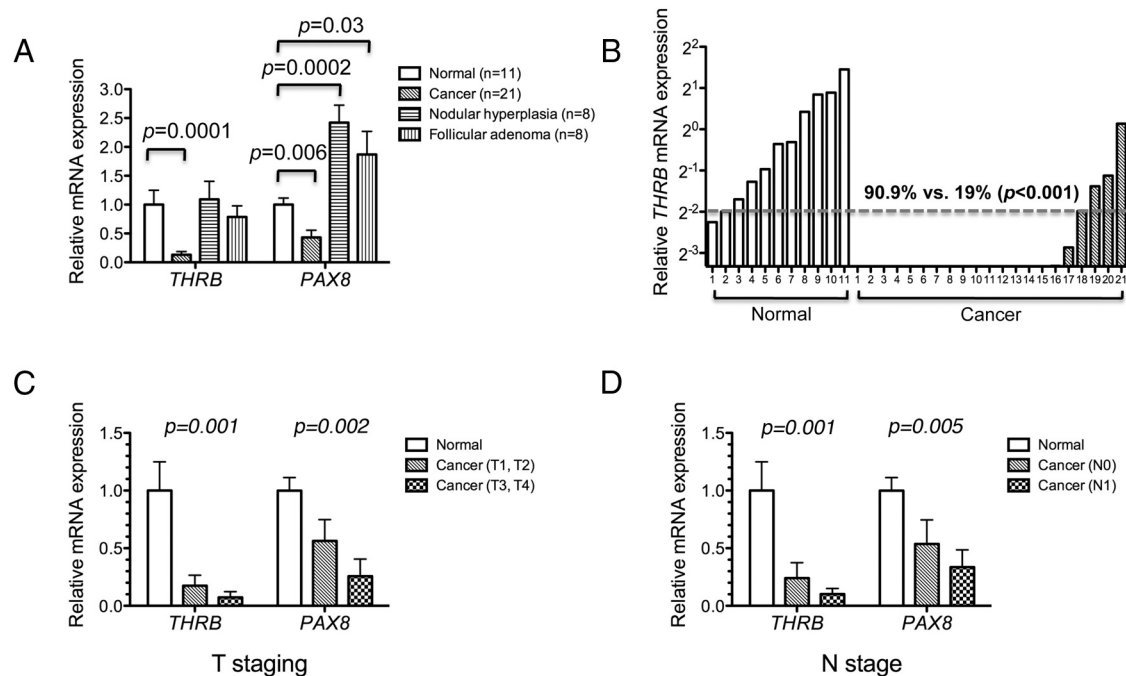 A
p=0.03
p=0.0002
p=0.0001
p=0.006
Relative mRNA expression
3.0
2.5
2.0
1.5
1.0
0.5
0.0
THRB
PAX8
Normal (n=11)
Cancer (n=21)
Nodular hyperplasia (n=8)
Follicular adenoma (n=8)
B
Relative THRB mRNA expression
2²
2¹
2⁰
2⁻¹
2⁻²
2⁻³
90.9% vs. 19% (p<0.001)
1 2 3 4 5 6 7 8 9 10 11 1 2 3 4 5 6 7 8 9 10 11 12 13 14 15 16 17 18 19 20 21
Normal
Cancer
C
Relative mRNA expression
1.5
1.0
0.5
0.0
p=0.001
p=0.002
THRB
PAX8
Normal
Cancer (T1, T2)
Cancer (T3, T4)
T staging
D
Relative mRNA expression
1.5
1.0
0.5
0.0
p=0.001
p=0.005
THRB
PAX8
Normal
Cancer (N0)
Cancer (N1)
N stage